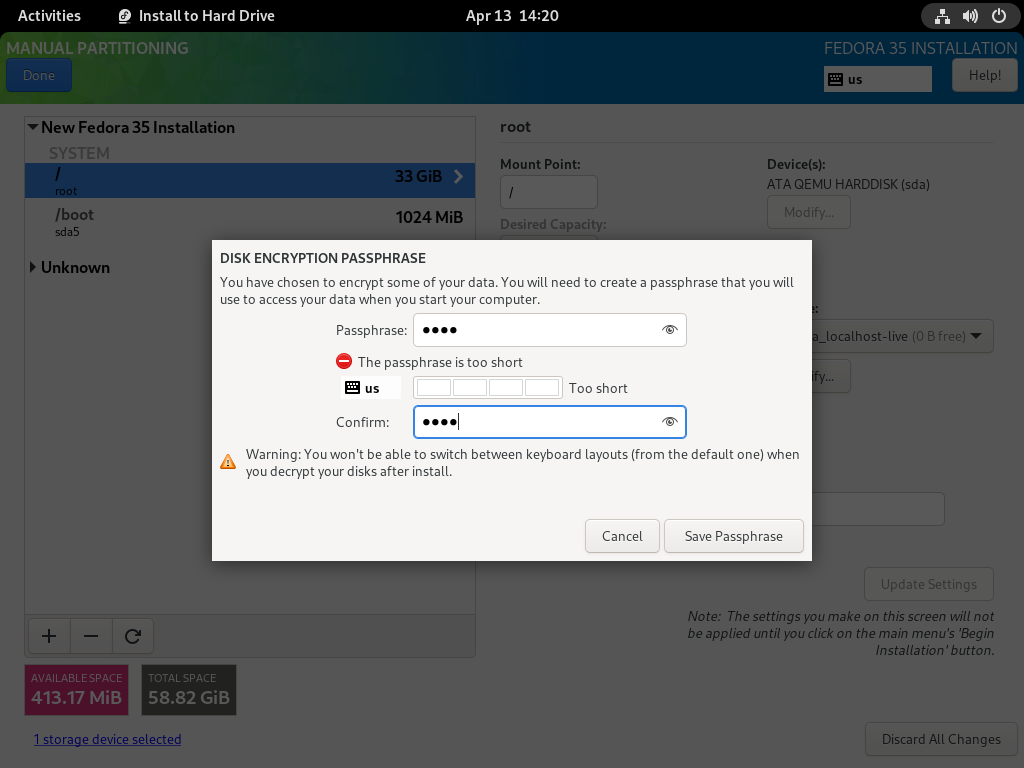 Activities
Install to Hard Drive
Apr 13 14:20
MANUAL PARTITIONING
FEDORA 35 INSTALLATION
Done
us
Help!
New Fedora 35 Installation
SYSTEM
/
root
33 GiB
/boot
sda5
1024 MiB
Unknown
root
Mount Point:
/
Desired Capacity:
Device(s):
ATA QEMU HARDDISK (sda)
Modify...
DISK ENCRYPTION PASSPHRASE
You have chosen to encrypt some of your data. You will need to create a passphrase that you will
use to access your data when you start your computer.
Passphrase: ●●●●
The passphrase is too short
us
Too short
Confirm: ●●●●
Warning: You won't be able to switch between keyboard layouts (from the default one) when
you decrypt your disks after install.
Cancel
Save Passphrase
a_localhost-live (0 B free)
Update Settings
Note: The settings you make on this screen will not
be applied until you click on the main menu's 'Begin
Installation' button.
AVAILABLE SPACE
413.17 MiB
TOTAL SPACE
58.82 GiB
1 storage device selected
Discard All Changes